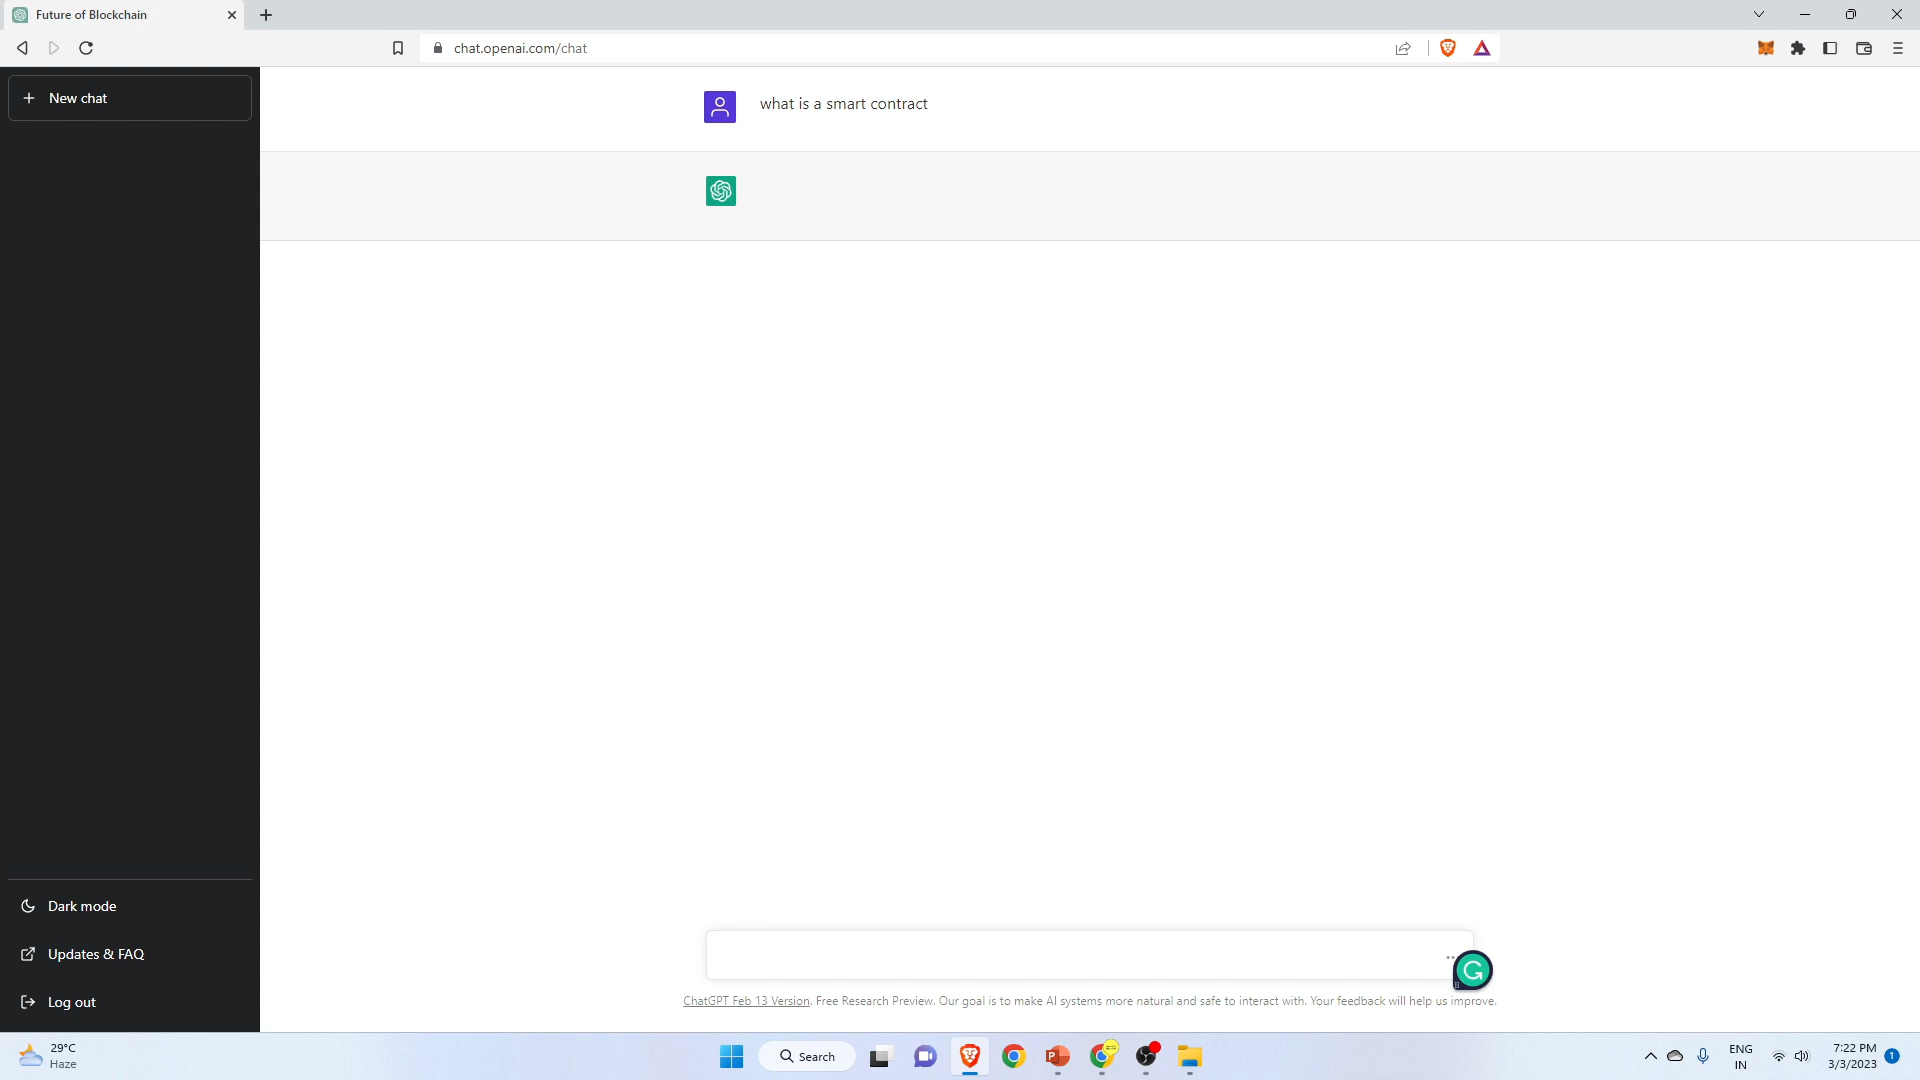 Future of Blockchain
chat.openai.com/chat
New chat
what is a smart contract
Dark mode
Updates & FAQ
Log out
ChatGPT Feb 13 Version. Free Research Preview. Our goal is to make AI systems more natural and safe to interact with. Your feedback will help us improve.
29°C
Haze
Search
ENG
IN
7:22 PM
3/3/2023
1